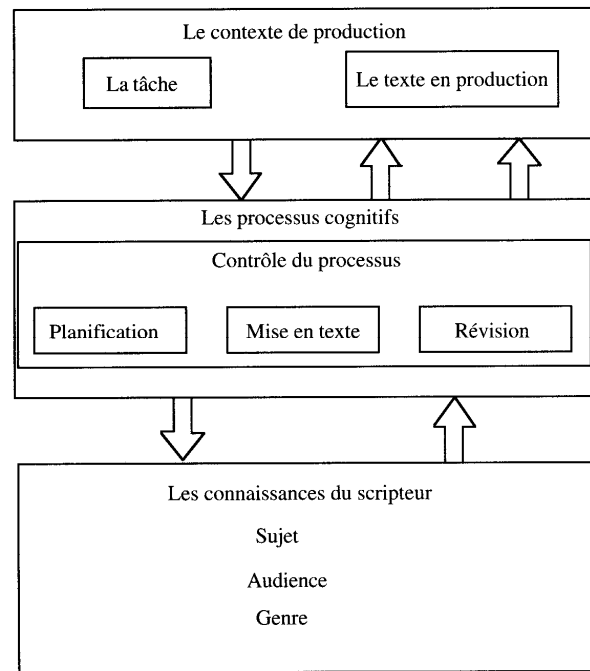 Le contexte de production
La tâche
Le texte en production
Les processus cognitifs
Contrôle du processus
Planification
Mise en texte
Révision
Les connaissances du scripteur
Sujet
Audience
Genre